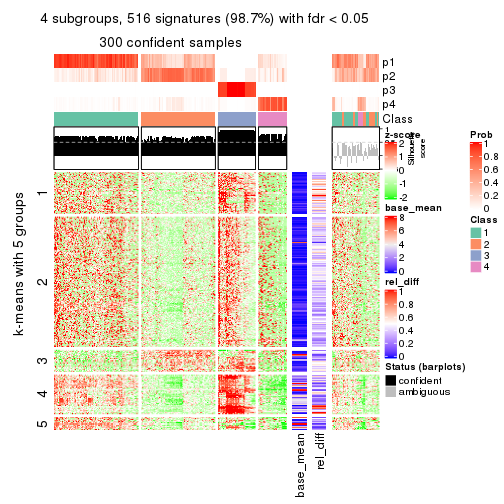 4 subgroups, 516 signatures (98.7%) with fdr < 0.05
300 confident samples
p1
p2
p3
p4
Class
k-means with 5 groups
1
2
3
4
5
base_mean
rel_diff
1
Silhouette
score
z-score
2
1
0
-1
-2
base_mean
8
6
4
2
0
rel_diff
1
0.8
0.6
0.4
0.2
0
Status (barplots)
confident
ambiguous
Prob
1
0.8
0.6
0.4
0.2
0
Class
1
2
3
4